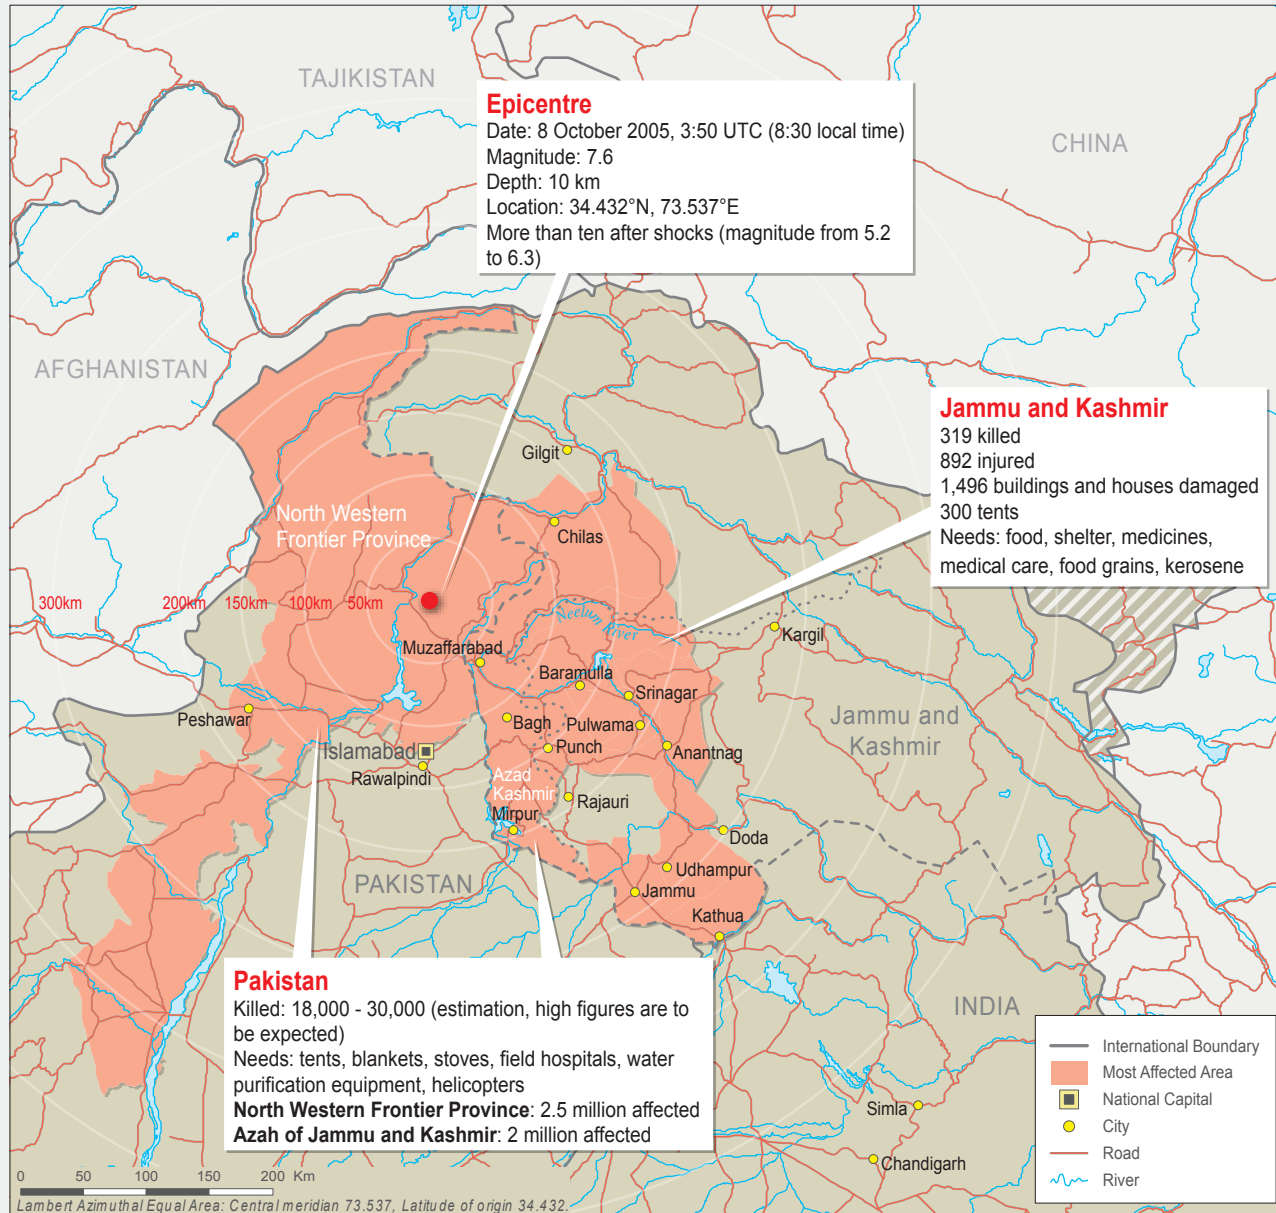 TAJIKISTAN
CHINA
AFGHANISTAN
Epicentre
Date: 8 October 2005, 3:50 UTC (8:30 local time)
Magnitude: 7.6
Depth: 10 km
Location: 34.432°N, 73.537°E
More than ten after shocks (magnitude from 5.2
to 6.3)
Jammu and Kashmir
319 killed
892 injured
1,496 buildings and houses damaged
300 tents
Needs: food, shelter, medicines,
medical care, food grains, kerosene
Gilgit
Chilas
North Western
Frontier Province
300km
200km
150km
100km
50km
Neelum River
Kargil
Muzaffarabad
Baramulla
Srinagar
Peshawar
Bagh
Pulwama
Jammu and
Kashmir
Islamabad
Punch
Anantnag
Rawalpindi
Azad
Kashmir
Rajauri
Mirpur
Doda
Udhampur
PAKISTAN
Jammu
Kathua
Pakistan
Killed: 18,000 - 30,000 (estimation, high figures are to
be expected)
Needs: tents, blankets, stoves, field hospitals, water
purification equipment, helicopters
North Western Frontier Province: 2.5 million affected
Azah of Jammu and Kashmir: 2 million affected
INDIA
Simla
Chandigarh
International Boundary
Most Affected Area
National Capital
City
Road
River
0 50 100 150 200 Km
Lambert Azimuthal Equal Area: Central meridian 73.537, Latitude of origin 34.432.